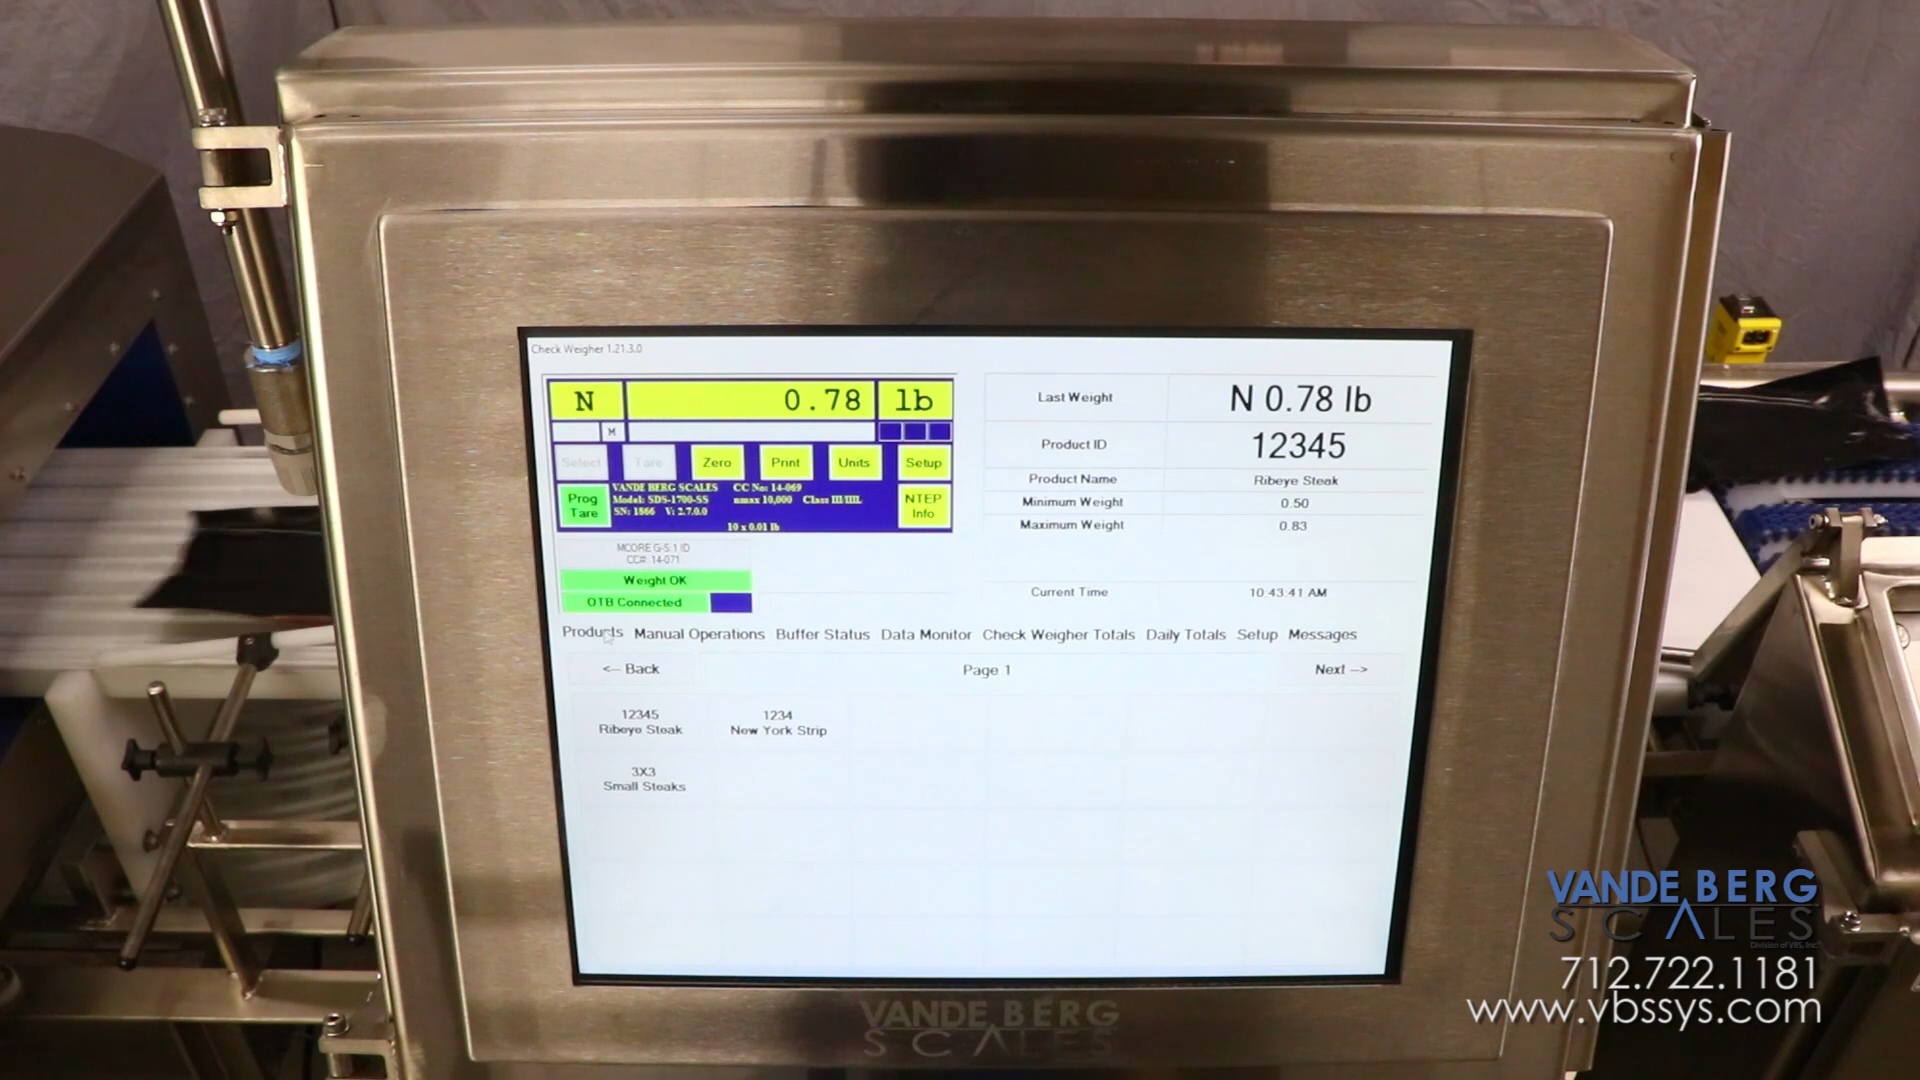 Check Weigher 1.21.3.0
N 0.78 lb
M
Select Tare Zero Print Units Setup
Prog Tare
VANDE BERG SCALES CC No: 14-069
Model: SDS-1700-SS nmax 10,000 Class III/IIIL
SN: 1866 V: 2.7.0.0
10 x 0.01 lb
NTEP Info
MCORE G-5.1 ID
CC#: 14-071
Weight OK
OTB Connected
Last Weight N 0.78 lb
Product ID 12345
Product Name Ribeye Steak
Minimum Weight 0.50
Maximum Weight 0.83
Current Time 10:43:41 AM
Products Manual Operations Buffer Status Data Monitor Check Weigher Totals Daily Totals Setup Messages
<-- Back Page 1 Next -->
12345 1234
Ribeye Steak New York Strip
3X3
Small Steaks
VANDE BERG
SCALES
VANDE BERG
SCALES
Division of VBS, Inc.
712.722.1181
www.vbssys.com